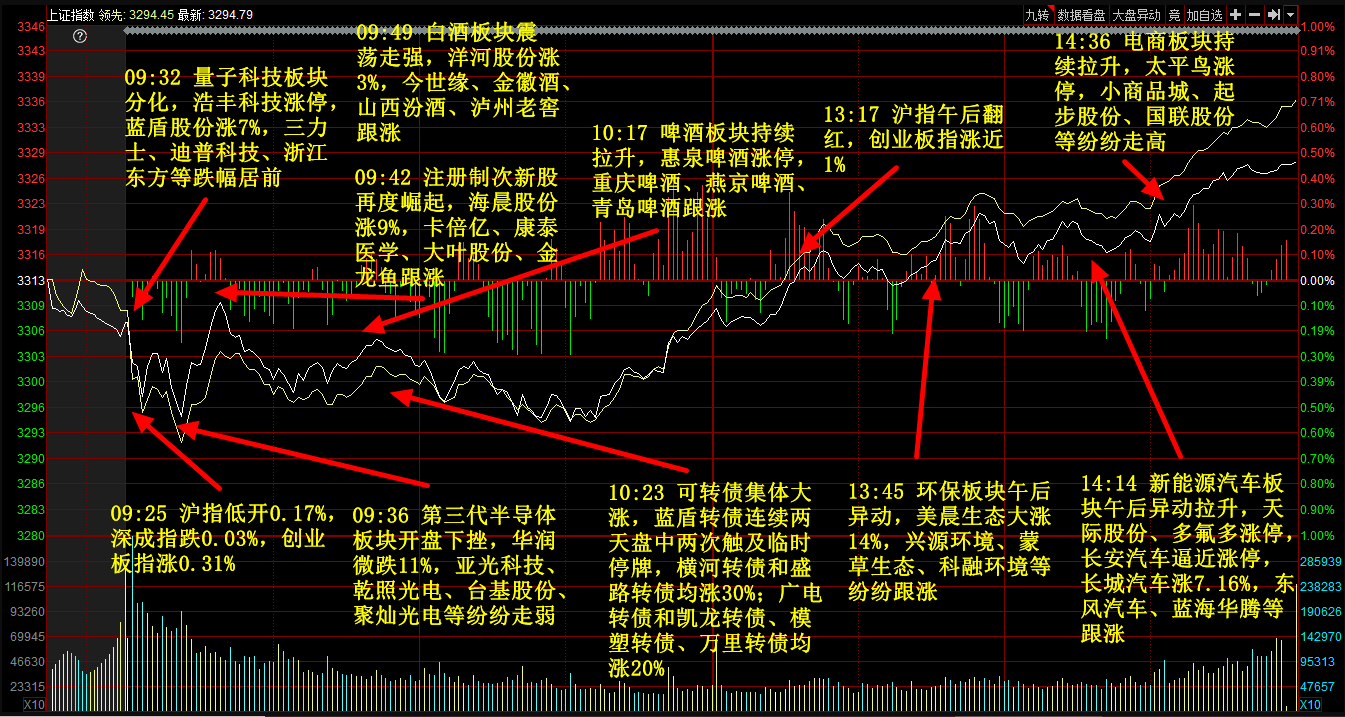 上证指数 领先: 3294.45 最新: 3294.79
九转 数据看盘 大盘异动 竞 加自选
3346
3343
3339
3336
3333
3329
3326
3323
3319
3316
3313
3309
3306
3303
3300
3296
3293
3290
3286
3283
3280
139890
116575
93260
69945
46630
23315
X10
09:32 量子科技板块
分化，浩丰科技涨停，
蓝盾股份涨7%，三力
士、迪普科技、浙江
东方等跌幅居前
09:49 白酒板块震
荡走强，洋河股份涨
3%，今世缘、金徽酒、
山西汾酒、泸州老窖
跟涨
09:42 注册制次新股
再度崛起，海晨股份
涨9%，卡倍亿、康泰
医学、大叶股份、金
龙鱼跟涨
10:17 啤酒板块持续
拉升，惠泉啤酒涨停，
重庆啤酒、燕京啤酒、
青岛啤酒跟涨
13:17 沪指午后翻
红，创业板指涨近
1%
14:36 电商板块持
续拉升，太平鸟涨
停，小商品城、起
步股份、国联股份
等纷纷走高
09:25 沪指低开0.17%，
深成指跌0.03%，创业
板指涨0.31%
09:36 第三代半导体
板块开盘下挫，华润
微跌11%，亚光科技、
乾照光电、台基股份、
聚灿光电等纷纷走弱
10:23 可转债集体大
涨，蓝盾转债连续两
天盘中两次触及临时
停牌，横河转债和盛
路转债均涨30%；广电
转债和凯龙转债、模
塑转债、万里转债均
涨20%
13:45 环保板块午后
异动，美晨生态大涨
14%，兴源环境、蒙
草生态、科融环境等
纷纷跟涨
14:14 新能源汽车板
块午后异动拉升，天
际股份、多氟多涨停，
长安汽车逼近涨停，
长城汽车涨7.16%，东
风汽车、蓝海华腾等
跟涨
1.00%
0.91%
0.80%
0.71%
0.60%
0.50%
0.40%
0.30%
0.20%
0.10%
0.00%
0.10%
0.19%
0.30%
0.39%
0.50%
0.60%
0.70%
0.80%
0.90%
1.00%
285939
238283
190626
142970
95313
47657
X10